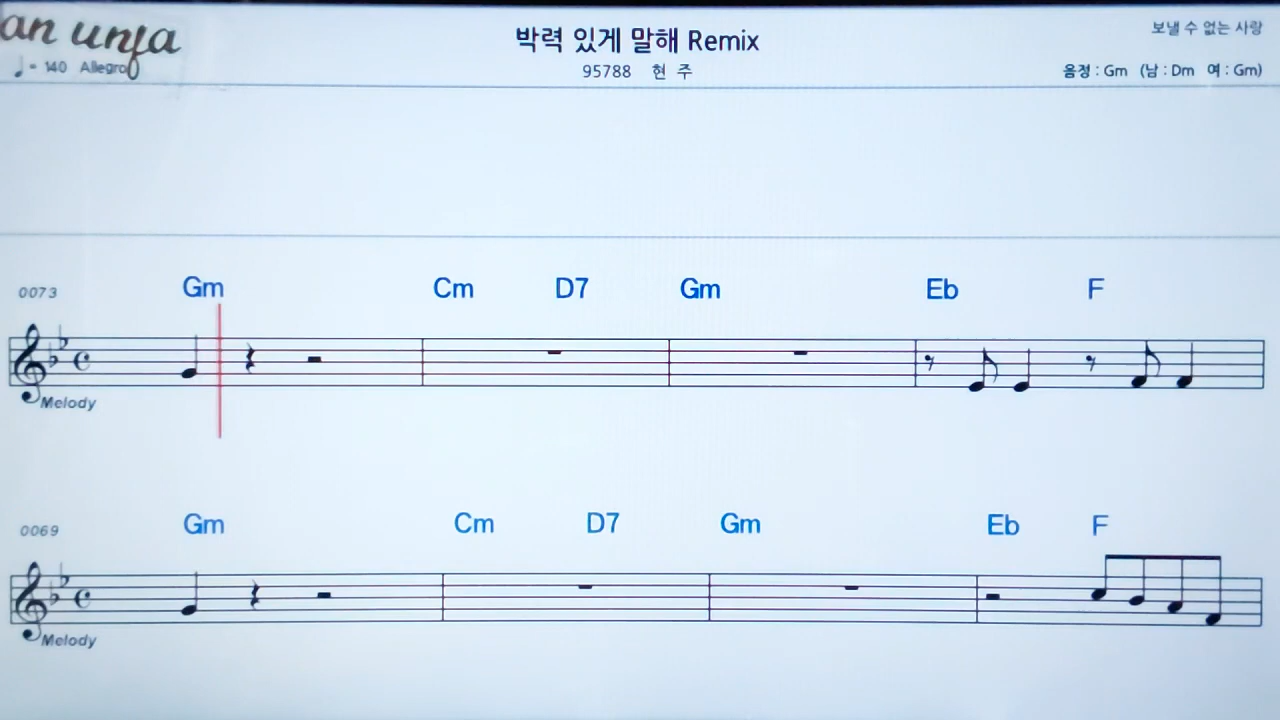 an unja
박력 있게 말해 Remix
보낼 수 없는 사랑
♩= 140 Allegro
95788 현 주
음정 : Gm (남 : Dm 여 : Gm)
0073 Gm Cm D7 Gm Eb F
Melody
0069 Gm Cm D7 Gm Eb F
Melody